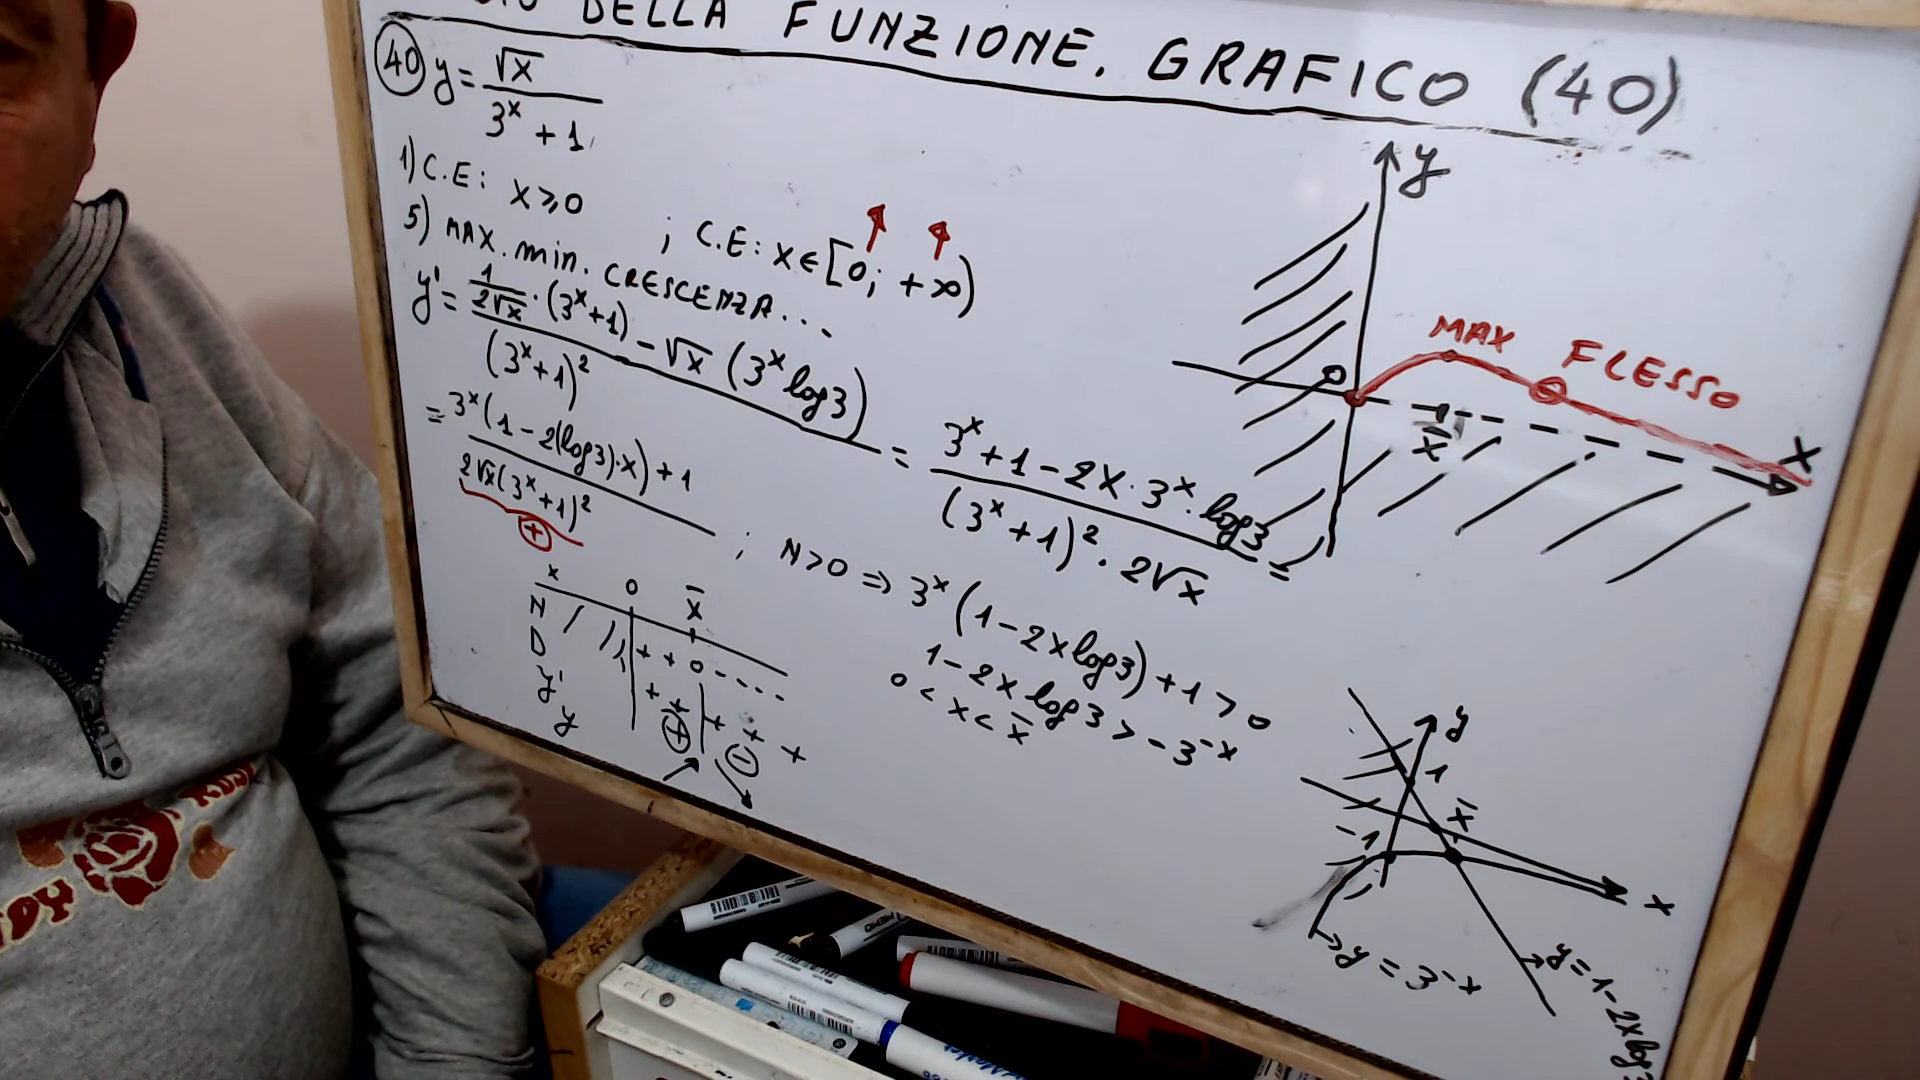 DELLA FUNZIONE. GRAFICO (40)
(40) y = √x / (3^x + 1)
1) C.E: x ≥ 0 ; C.E: x ∈ [0; +∞)
5) MAX. min. CRESCENZA...
y' = (1/(2√x) · (3^x + 1) - √x (3^x log3)) / (3^x + 1)^2 = (3^x + 1 - 2x · 3^x · log3) / ((3^x + 1)^2 · 2√x) =
= (3^x (1 - 2(log3)·x) + 1) / (2√x (3^x + 1)^2) ; N > 0 ⇒ 3^x (1 - 2x log3) + 1 > 0
+
1 - 2x log3 > - 3^-x
0 < x < x̄
x 0 x̄
N + + 0 - - - -
D + + + + +
y' + -
y
y
MAX FLESSO
0 x̄ x
y
1
x̄
-1
x
y = 3^-x
y = 1 - 2x log3